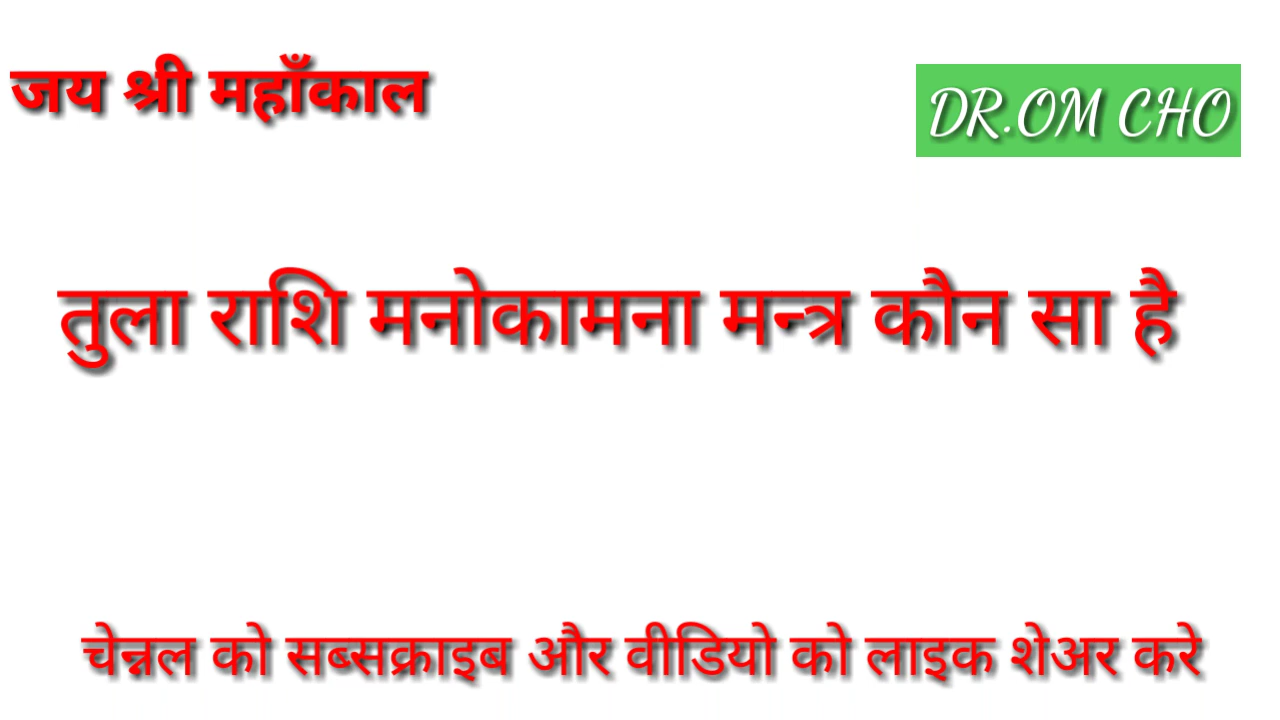 जय श्री महाँकाल
DR.OM CHO
तुला राशि मनोकामना मन्त्र कौन सा है
चेन्नल को सब्सक्राइब और वीडियो को लाइक शेअर करे